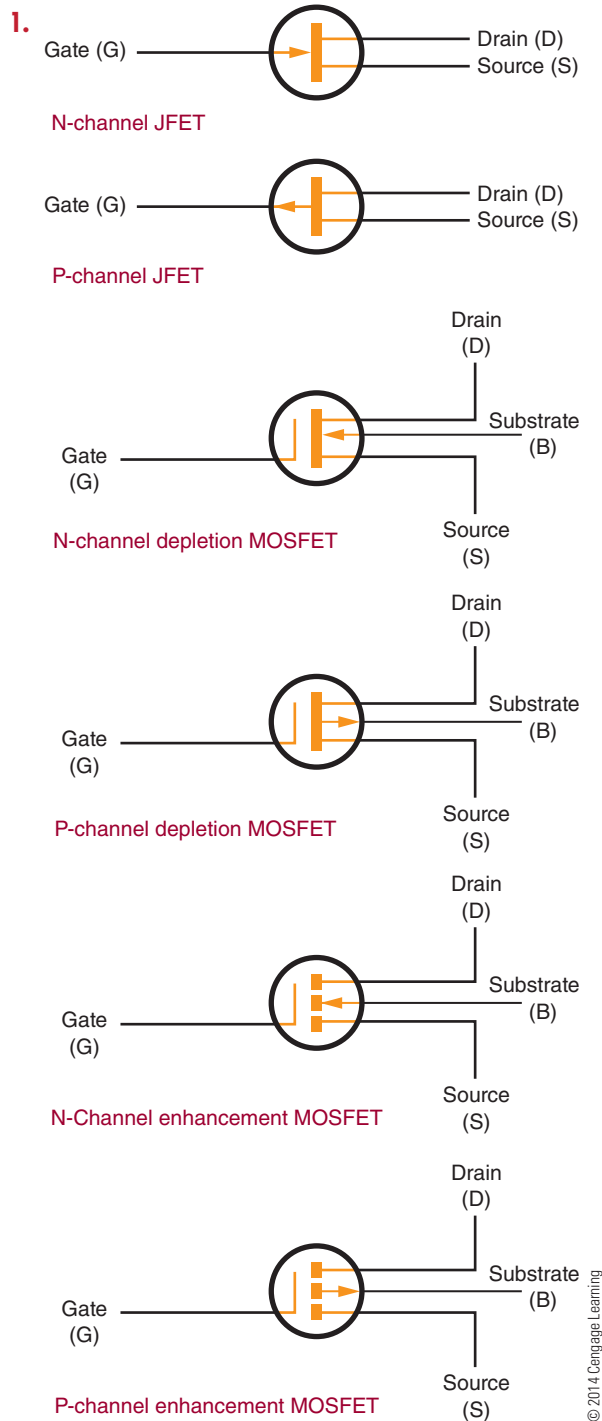 1.
Gate (G)
Drain (D)
Source (S)
N-channel JFET
Gate (G)
Drain (D)
Source (S)
P-channel JFET
Drain
(D)
Substrate
(B)
Gate
(G)
Source
(S)
N-channel depletion MOSFET
Drain
(D)
Substrate
(B)
Gate
(G)
Source
(S)
P-channel depletion MOSFET
Drain
(D)
Substrate
(B)
Gate
(G)
Source
(S)
N-Channel enhancement MOSFET
Drain
(D)
Substrate
(B)
Gate
(G)
Source
(S)
P-channel enhancement MOSFET
© 2014 Cengage Learning